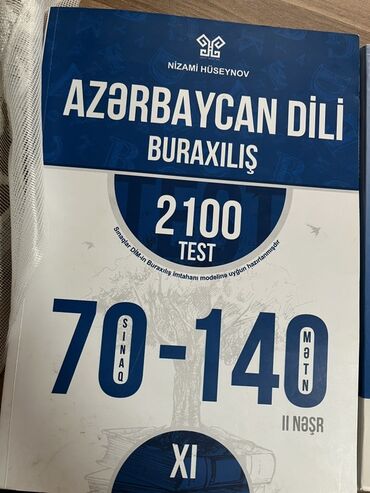 NİZAMİ HÜSEYNOV
AZƏRBAYCAN DİLİ
BURAXILIŞ
TEST
2100
TEST
Sınaqlar DİM-in Buraxılış imtahanı modelinə uyğun hazırlanmışdır
70-140
SINAQ
MƏTN
II NƏŞR
XI